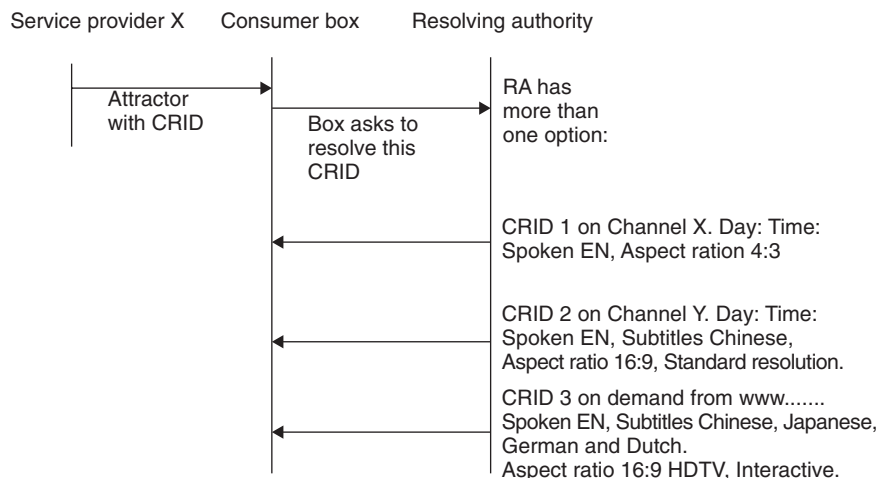 Service provider X Consumer box Resolving authority
Attractor
with CRID
Box asks to
resolve this
CRID
RA has
more than
one option:
CRID 1 on Channel X. Day: Time:
Spoken EN, Aspect ration 4:3
CRID 2 on Channel Y. Day: Time:
Spoken EN, Subtitles Chinese,
Aspect ratio 16:9, Standard resolution.
CRID 3 on demand from www.......
Spoken EN, Subtitles Chinese, Japanese,
German and Dutch.
Aspect ratio 16:9 HDTV, Interactive.